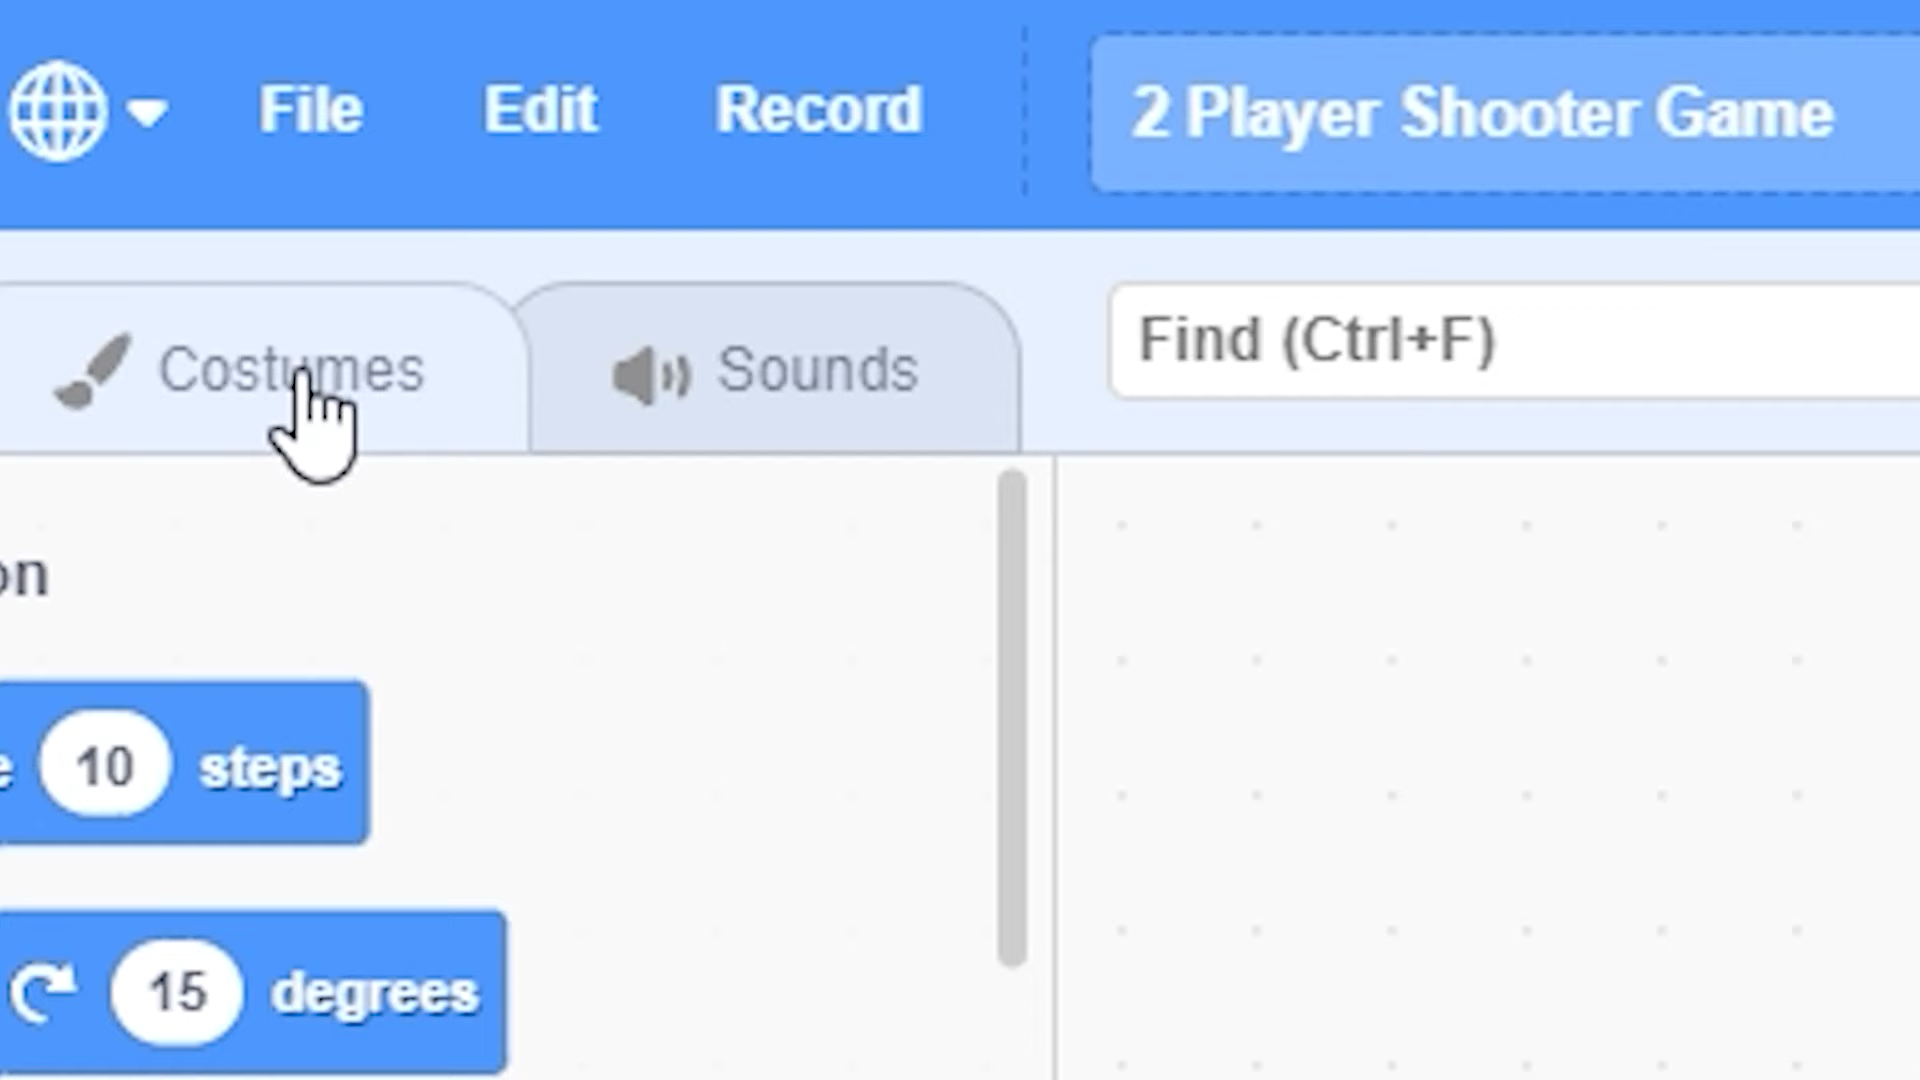 File Edit Record 2 Player Shooter Game
Costumes Sounds Find (Ctrl+F)
on
e 10 steps
15 degrees